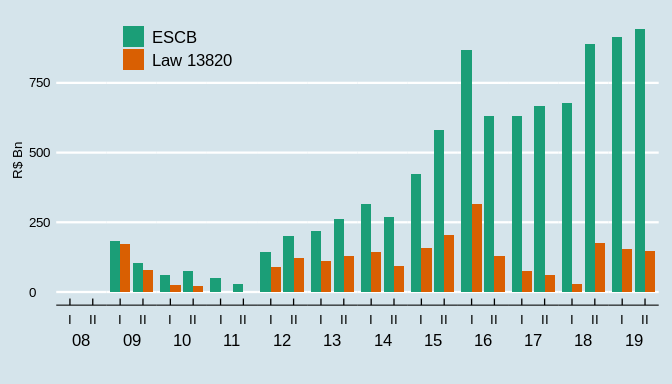 ESCB
Law 13820
R$ Bn
750
500
250
0
I II I II I II I II I II I II I II I II I II I II I II I II
08 09 10 11 12 13 14 15 16 17 18 19